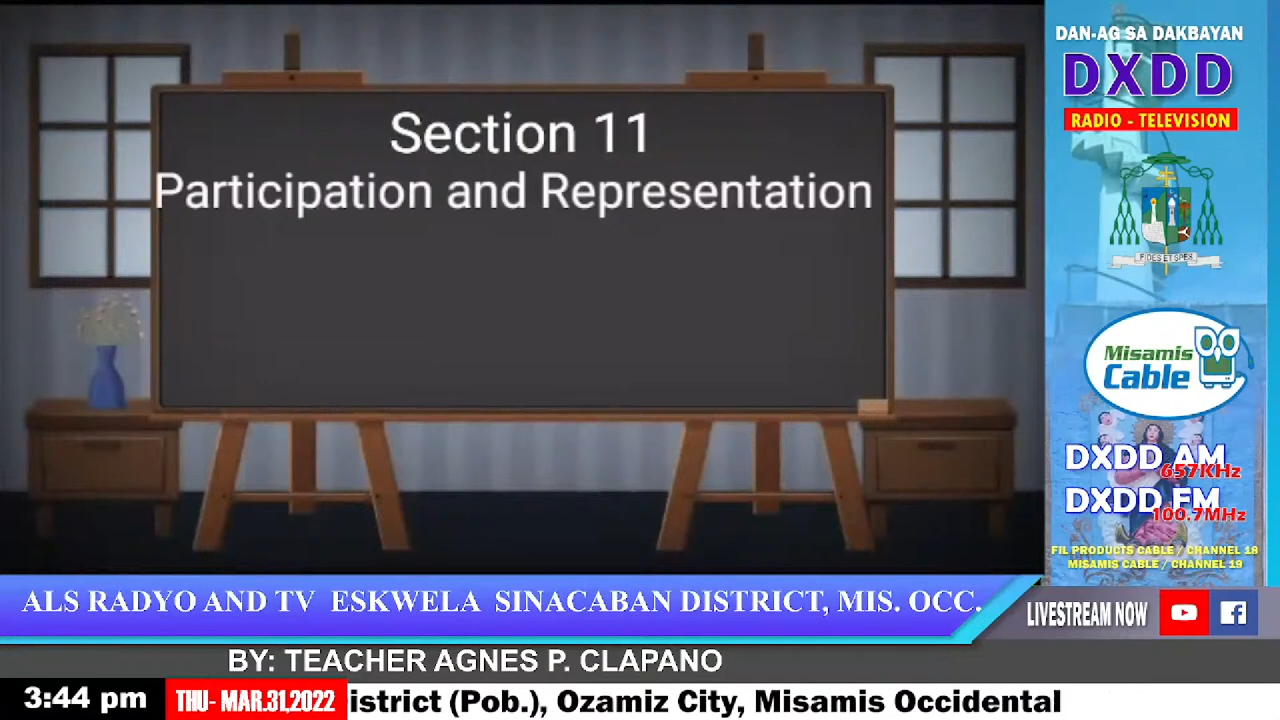 Section 11
Participation and Representation
DAN-AG SA DAKBAYAN
DXDD
RADIO - TELEVISION
FIDES ET SPES
Misamis
Cable
DXDD AM
657KHz
DXDD FM
100.7MHz
FIL PRODUCTS CABLE / CHANNEL 18
MISAMIS CABLE / CHANNEL 19
ALS RADYO AND TV ESKWELA SINACABAN DISTRICT, MIS. OCC.
LIVESTREAM NOW
BY: TEACHER AGNES P. CLAPANO
3:44 pm
THU- MAR.31,2022
istrict (Pob.), Ozamiz City, Misamis Occidental